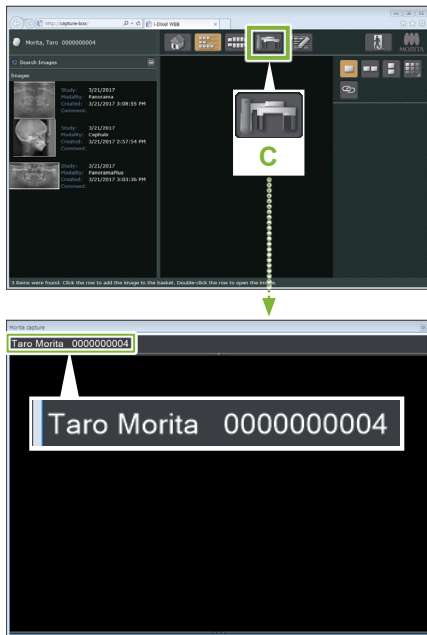 http://capture-box/
i-Dixel WEB
Morita, Taro 0000000004
MORITA
Search Images
Images
Study: 3/21/2017
Modality: Panorama
Created: 3/21/2017 3:08:55 PM
Comment:
Study: 3/21/2017
Modality: Cephalo
Created: 3/21/2017 2:57:54 PM
Comment:
Study: 3/21/2017
Modality: PanoramaPlus
Created: 3/21/2017 3:03:36 PM
Comment:
C
3 items were found. Click the row to add the image to the basket. Double-click the row to open the image.
Morita capture
Taro Morita 0000000004
Taro Morita 0000000004